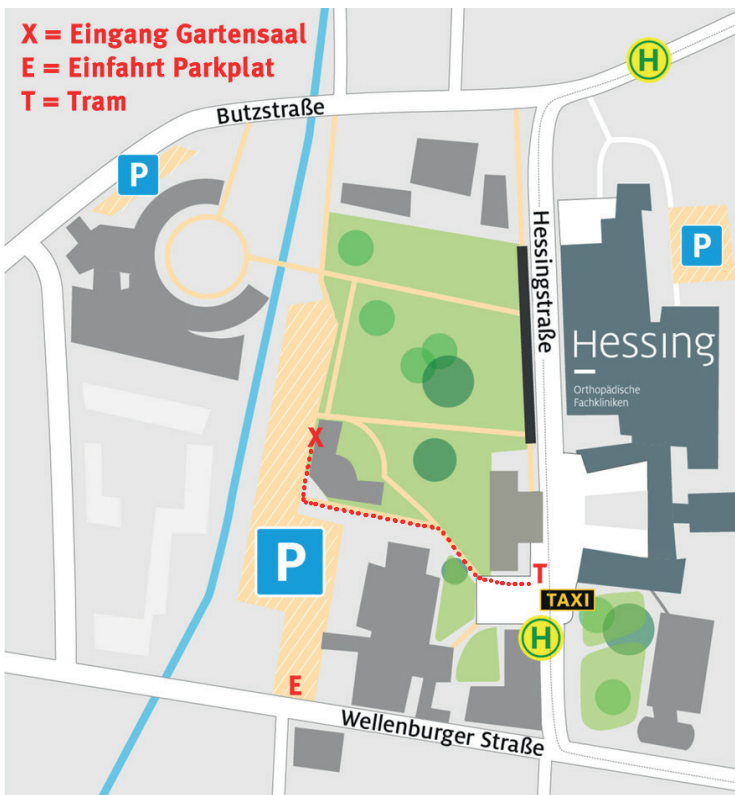 X = Eingang Gartensaal
E = Einfahrt Parkplat
T = Tram
H
Butzstraße
P
Hessingstraße
P
Hessing
Orthopädische
Fachkliniken
X
P
T
TAXI
H
E
Wellenburger Straße